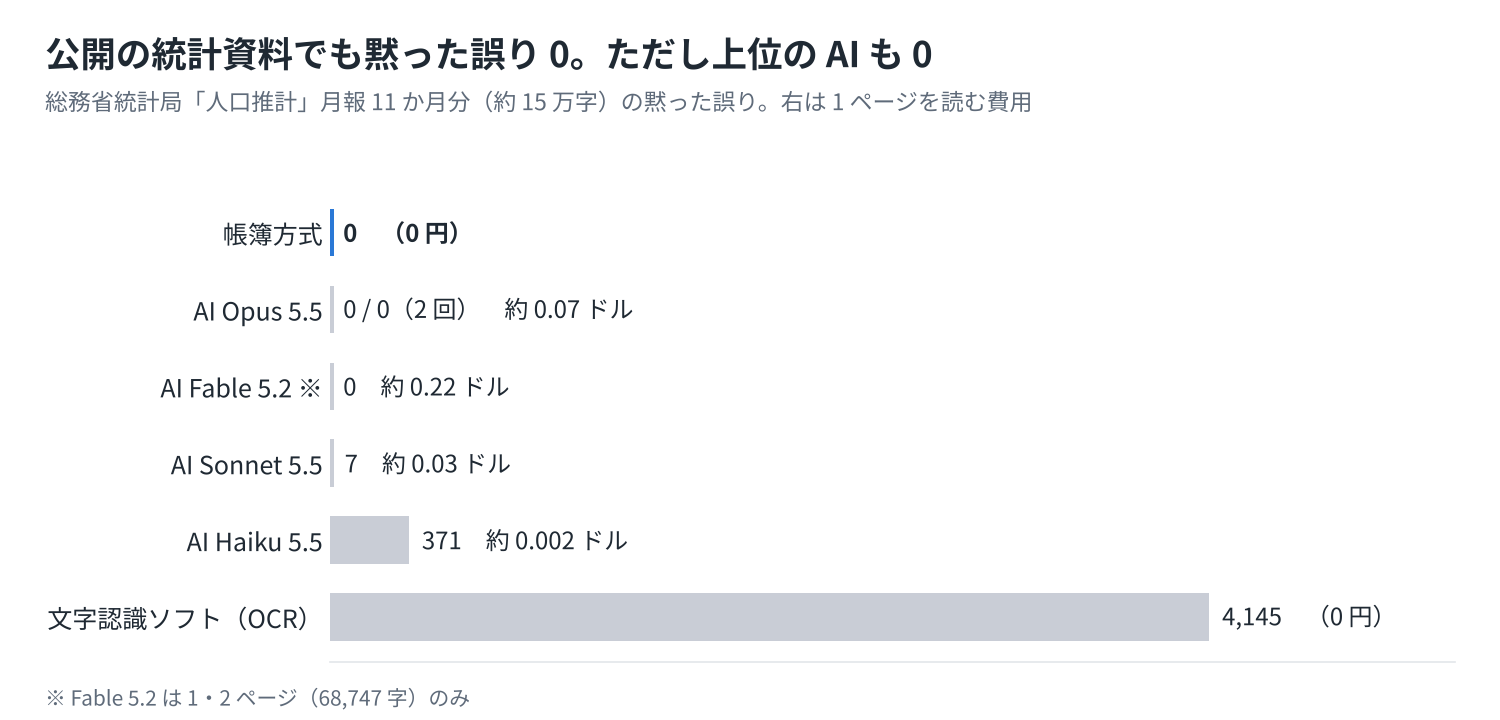 公開の統計資料でも黙った誤り 0。ただし上位の AI も 0
総務省統計局「人口推計」月報 11 か月分（約 15 万字）の黙った誤り。右は 1 ページを読む費用
帳簿方式 0 （0 円）
AI Opus 5.5 0 / 0（2 回） 約 0.07 ドル
AI Fable 5.2 ※ 0 約 0.22 ドル
AI Sonnet 5.5 7 約 0.03 ドル
AI Haiku 5.5 371 約 0.002 ドル
文字認識ソフト（OCR） 4,145 （0 円）
※ Fable 5.2 は 1・2 ページ（68,747 字）のみ